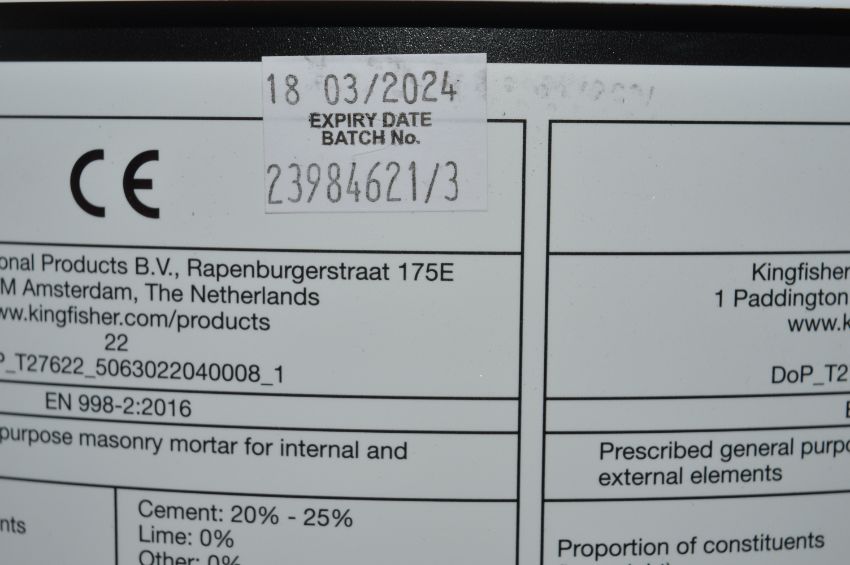 18 03/2024
EXPIRY DATE
BATCH No.
23984621/3
CE
onal Products B.V., Rapenburgerstraat 175E
M Amsterdam, The Netherlands
ww.kingfisher.com/products
22
P_T27622_5063022040008_1
EN 998-2:2016
purpose masonry mortar for internal and
nts
Cement: 20% - 25%
Lime: 0%
Other: 0%
Kingfisher
1 Paddington
www.k
DoP_T2
E
Prescribed general purpo
external elements
Proportion of constituents